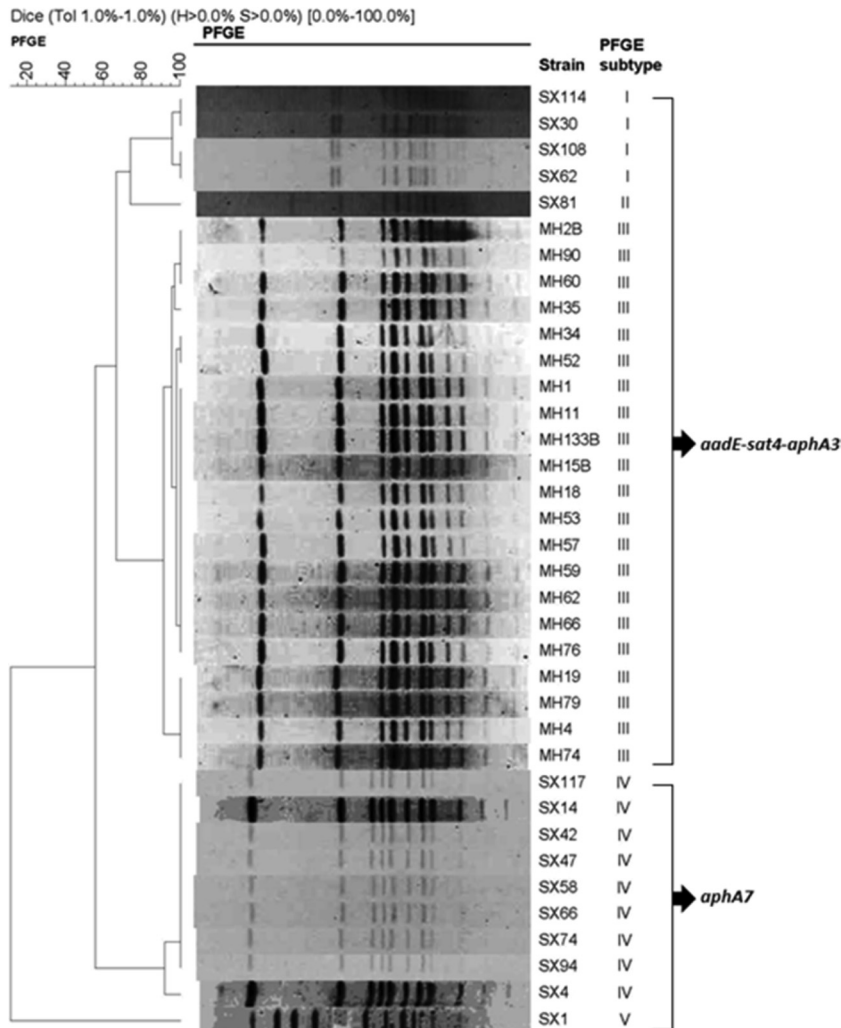 Dice (Tol 1.0%-1.0%) (H>0.0% S>0.0%) [0.0%-100.0%]
PFGE PFGE
20 40 60 80 100
Strain PFGE subtype
SX114 I
SX30 I
SX108 I
SX62 I
SX81 II
MH2B III
MH90 III
MH60 III
MH35 III
MH34 III
MH52 III
MH1 III
MH11 III
MH133B III
aadE-sat4-aphA3
MH15B III
MH18 III
MH53 III
MH57 III
MH59 III
MH62 III
MH66 III
MH76 III
MH19 III
MH79 III
MH4 III
MH74 III
SX117 IV
SX14 IV
SX42 IV
SX47 IV
SX58 IV
aphA7
SX66 IV
SX74 IV
SX94 IV
SX4 IV
SX1 V